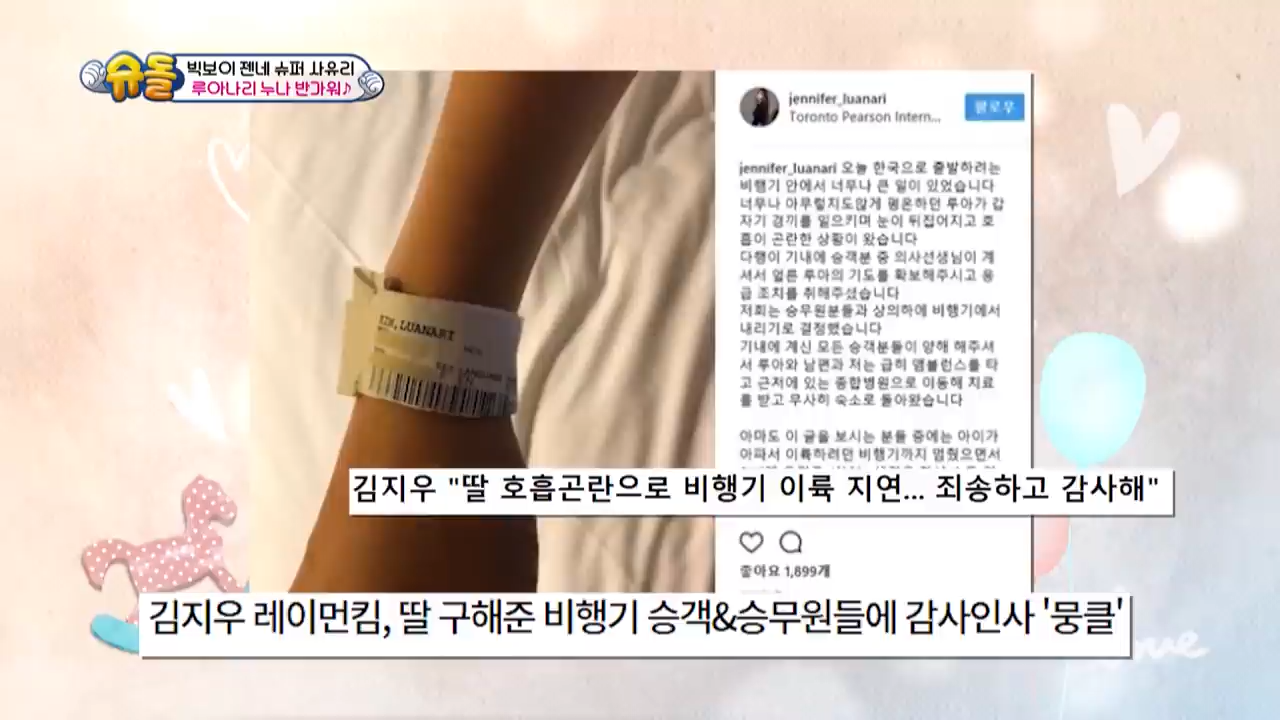 슈돌
빅보이 젠네 슈퍼 사유리
루아나리 누나 반가워♪
jennifer_luanari
Toronto Pearson Intern...
팔로우
jennifer_luanari 오늘 한국으로 출발하려는
비행기 안에서 너무나 큰 일이 있었습니다
너무나 아무렇지도않게 평온하던 루아가 갑
자기 경끼를 일으키며 눈이 뒤집어지고 호
흡이 곤란한 상황이 왔습니다
다행이 기내에 승객분 중 의사선생님이 계
셔서 얼른 루아의 기도를 확보해주시고 응
급 조치를 취해주셨습니다
저희는 승무원분들과 상의하에 비행기에서
내리기로 결정했습니다
기내에 계신 모든 승객분들이 양해 해주셔
서 루아와 남편과 저는 급히 앰블런스를 타
고 근처에 있는 종합병원으로 이동해 치료
를 받고 무사히 숙소로 돌아왔습니다
아마도 이 글을 보시는 분들 중에는 아이가
아파서 이륙하려던 비행기까지 멈췄으면서
KIM, LUANARI
김지우 "딸 호흡곤란으로 비행기 이륙 지연... 죄송하고 감사해"
좋아요 1,899개
김지우 레이먼킴, 딸 구해준 비행기 승객&승무원들에 감사인사 '뭉클'